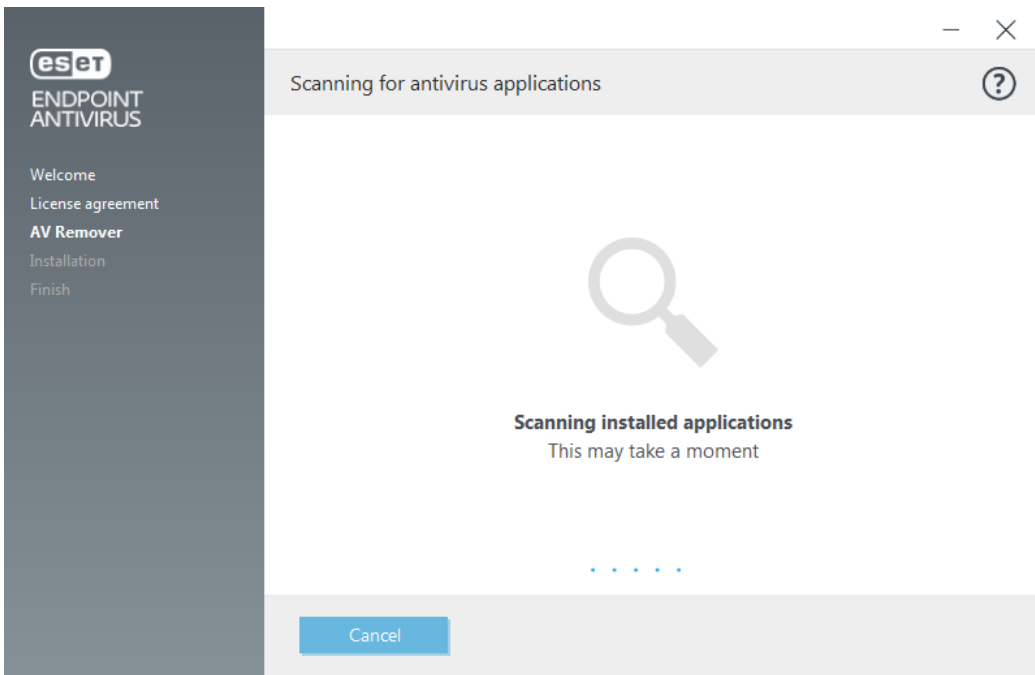 eset
ENDPOINT
ANTIVIRUS
Welcome
License agreement
AV Remover
Installation
Finish
Scanning for antivirus applications
?
Scanning installed applications
This may take a moment
Cancel